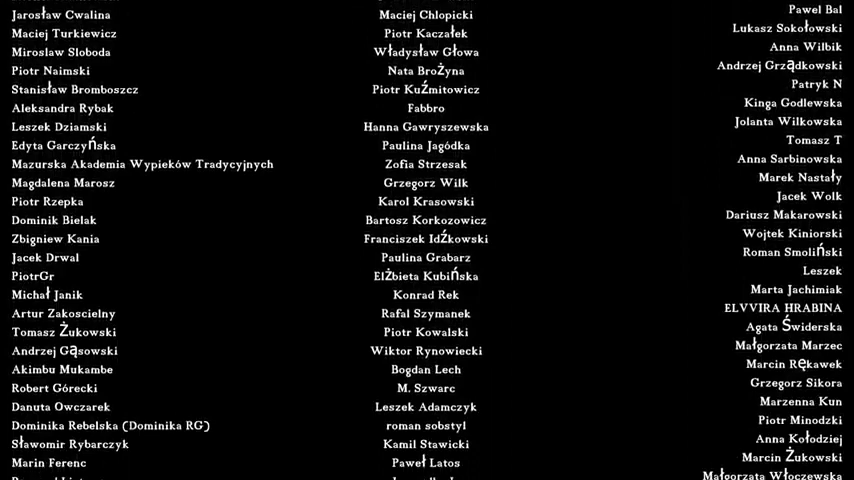 Jarosław Cwalina
Maciej Turkiewicz
Miroslaw Sloboda
Piotr Naimski
Stanisław Bromboszcz
Aleksandra Rybak
Leszek Dziamski
Edyta Garczyńska
Mazurska Akademia Wypieków Tradycyjnych
Magdalena Marosz
Piotr Rzepka
Dominik Bielak
Zbigniew Kania
Jacek Drwal
PiotrGr
Michał Janik
Artur Zakoscielny
Tomasz Żukowski
Andrzej Gąsowski
Akimbu Mukambe
Robert Górecki
Danuta Owczarek
Dominika Rebelska (Dominika RG)
Sławomir Rybarczyk
Marin Ferenc
Maciej Chlopicki
Piotr Kaczałek
Władysław Głowa
Nata Brożyna
Piotr Kuźmitowicz
Fabbro
Hanna Gawryszewska
Paulina Jagódka
Zofia Strzesak
Grzegorz Wilk
Karol Krasowski
Bartosz Korkozowicz
Franciszek Idźkowski
Paulina Grabarz
Elżbieta Kubińska
Konrad Rek
Rafal Szymanek
Piotr Kowalski
Wiktor Rynowiecki
Bogdan Lech
M. Szwarc
Leszek Adamczyk
roman sobstyl
Kamil Stawicki
Paweł Latos
Pawel Bal
Lukasz Sokołowski
Anna Wilbik
Andrzej Grządkowski
Patryk N
Kinga Godlewska
Jolanta Wilkowska
Tomasz T
Anna Sarbinowska
Marek Nastały
Jacek Wolk
Dariusz Makarowski
Wojtek Kiniorski
Roman Smoliński
Leszek
Marta Jachimiak
ELVVIRA HRABINA
Agata Świderska
Małgorzata Marzec
Marcin Rękawek
Grzegorz Sikora
Marzenna Kun
Piotr Minodzki
Anna Kołodziej
Marcin Żukowski
Małgorzata Włoczewska